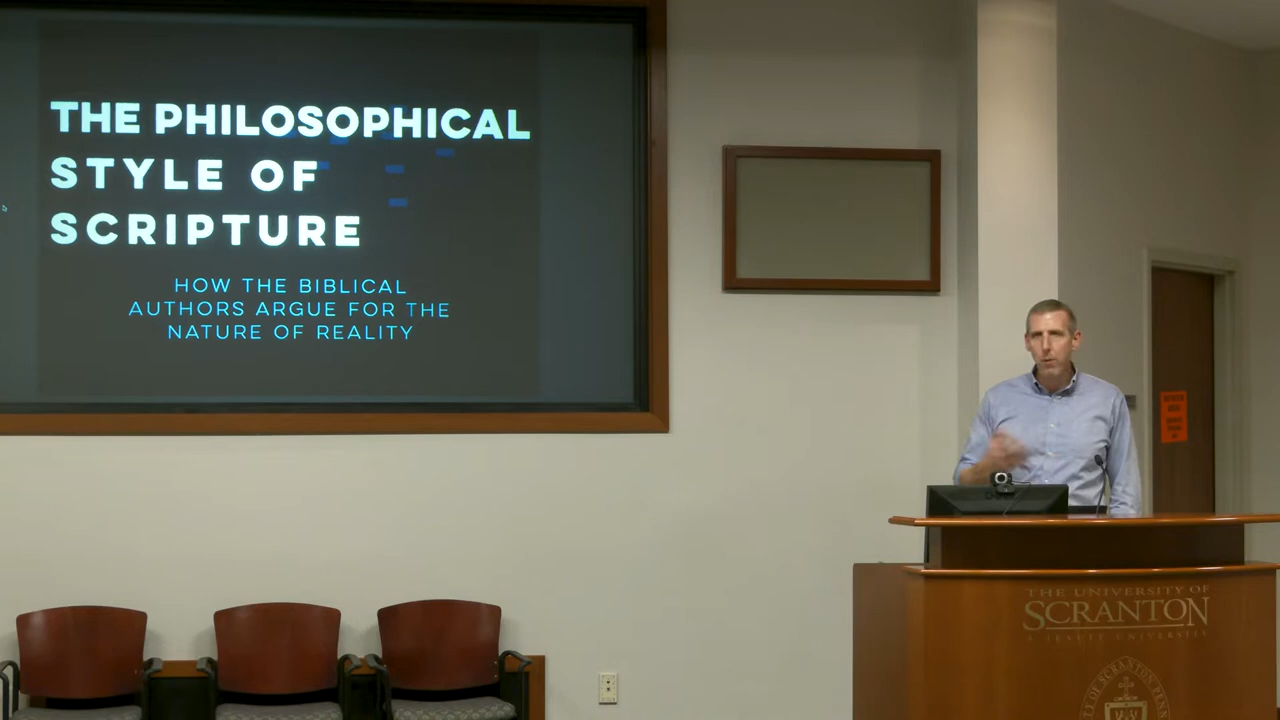 THE PHILOSOPHICAL
STYLE OF
SCRIPTURE
HOW THE BIBLICAL
AUTHORS ARGUE FOR THE
NATURE OF REALITY
THE UNIVERSITY OF
SCRANTON
A JESUIT UNIVERSITY